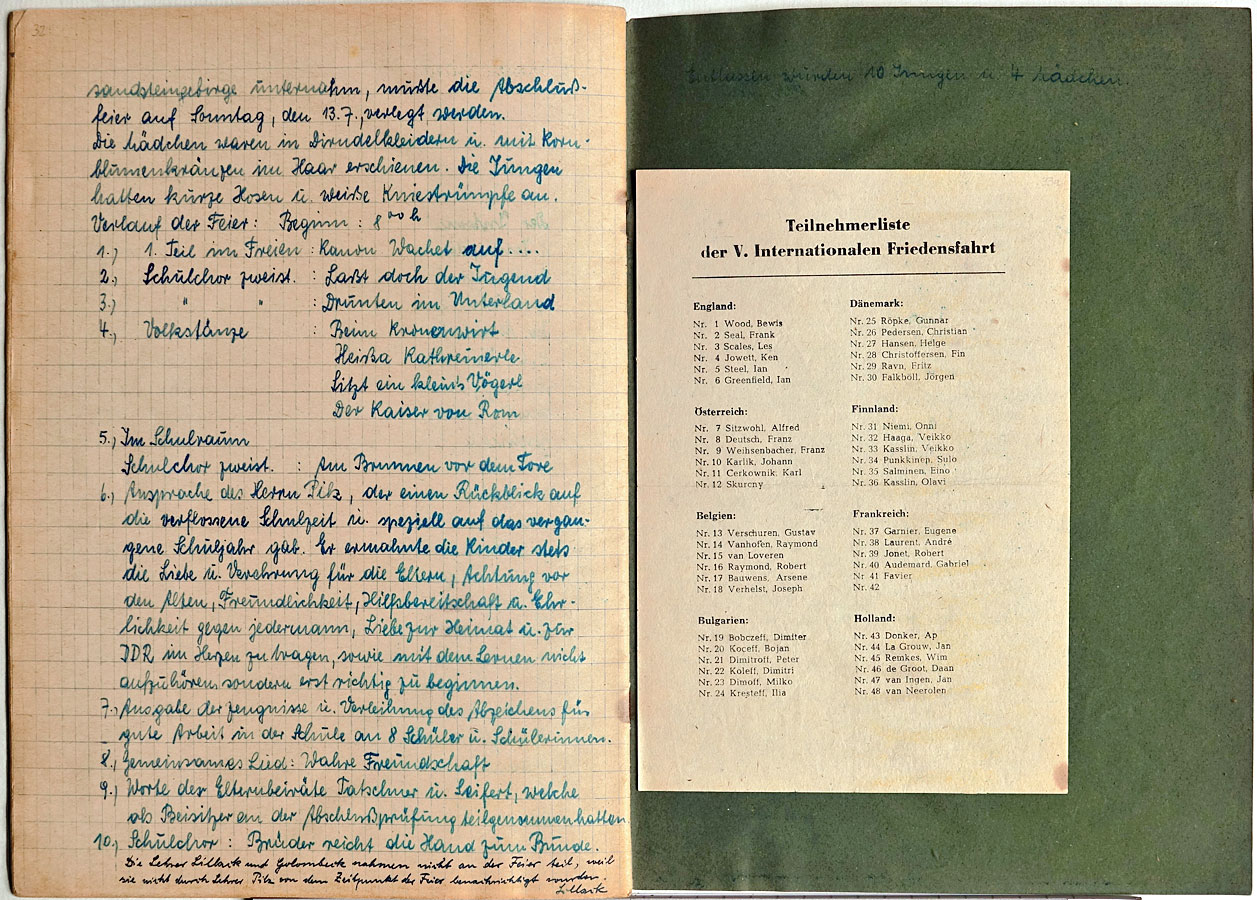 32
sandsteingebirge unternahm, mußte die Abschluß-
feier auf Sonntag, den 13.7., verlegt werden.
Die Mädchen waren in Dirndelkleidern u. mit Korn-
blumenkränzen im Haar erschienen. Die Jungen
hatten kurze Hosen u. weiße Kniestrümpfe an.
Verlauf der Feier: Beginn: 8⁰⁰ h
1.) 1. Teil im Freien : Kanon Wachet auf....
2.) Schulchor zweist. : Laßt doch der Jugend
3.) " " : Drunten im Unterland
4.) Volkstänze : Beim Kronenwirt
Heißa Kathreinerle
Sitzt ein klein's Vögerl
Der Kaiser von Rom
5.) Im Schulraum
Schulchor zweist. : Am Brunnen vor dem Tore
6.) Ansprache des Herrn Pilz, der einen Rückblick auf
die verflossene Schulzeit u. speziell auf das vergan-
gene Schuljahr gab. Er ermahnte die Kinder stets
die Liebe u. Verehrung für die Eltern, Achtung vor
den Alten, Freundlichkeit, Hilfsbereitschaft u. Ehr-
lichkeit gegen jedermann, Liebe zur Heimat u. zur
DDR im Herzen zu tragen, sowie mit dem Lernen nicht
aufzuhören, sondern erst richtig zu beginnen.
7.) Ausgabe der Zeugnisse u. Verleihung des Abzeichens für
gute Arbeit in der Schule an 8 Schüler u. Schülerinnen.
8.) Gemeinsames Lied: Wahre Freundschaft
9.) Worte der Elternbeiräte Tatschner u. Seifert, welche
als Beisitzer an der Abschlußprüfung teilgenommen hatten.
10.) Schulchor : Brüder reicht die Hand zum Bunde.
Die Lehrer Lillack und Golombeck nahmen nicht an der Feier teil, weil
sie nicht durch Lehrer Pilz von dem Zeitpunkt der Feier benachrichtigt wurden.
Lillack
Entlassen wurden 10 Jungen u. 4 Mädchen.
Teilnehmerliste
der V. Internationalen Friedensfahrt
England:
Nr. 1 Wood, Bewis
Nr. 2 Seal, Frank
Nr. 3 Scales, Les
Nr. 4 Jowett, Ken
Nr. 5 Steel, Ian
Nr. 6 Greenfield, Ian
Österreich:
Nr. 7 Sitzwohl, Alfred
Nr. 8 Deutsch, Franz
Nr. 9 Weihsenbacher, Franz
Nr. 10 Karlik, Johann
Nr. 11 Cerkownik, Karl
Nr. 12 Skurcny
Belgien:
Nr. 13 Verschuren, Gustav
Nr. 14 Vanhofen, Raymond
Nr. 15 van Loveren
Nr. 16 Raymond, Robert
Nr. 17 Bauwens, Arsene
Nr. 18 Verhelst, Joseph
Bulgarien:
Nr. 19 Bobczeff, Dimiter
Nr. 20 Koceff, Bojan
Nr. 21 Dimitroff, Peter
Nr. 22 Koleff, Dimitri
Nr. 23 Dimoff, Milko
Nr. 24 Kresteff, Ilia
Dänemark:
Nr. 25 Röpke, Gunnar
Nr. 26 Pedersen, Christian
Nr. 27 Hansen, Helge
Nr. 28 Christoffersen, Fin
Nr. 29 Ravn, Fritz
Nr. 30 Falkböll, Jörgen
Finnland:
Nr. 31 Niemi, Onni
Nr. 32 Haaga, Veikko
Nr. 33 Kasslin, Veikko
Nr. 34 Punkkinen, Sulo
Nr. 35 Salminen, Eino
Nr. 36 Kasslin, Olavi
Frankreich:
Nr. 37 Garnier, Eugene
Nr. 38 Laurent, André
Nr. 39 Jonet, Robert
Nr. 40 Audemard, Gabriel
Nr. 41 Favier
Nr. 42
Holland:
Nr. 43 Donker, Ap
Nr. 44 La Grouw, Jan
Nr. 45 Remkes, Wim
Nr. 46 de Groot, Daan
Nr. 47 van Ingen, Jan
Nr. 48 van Neerolen